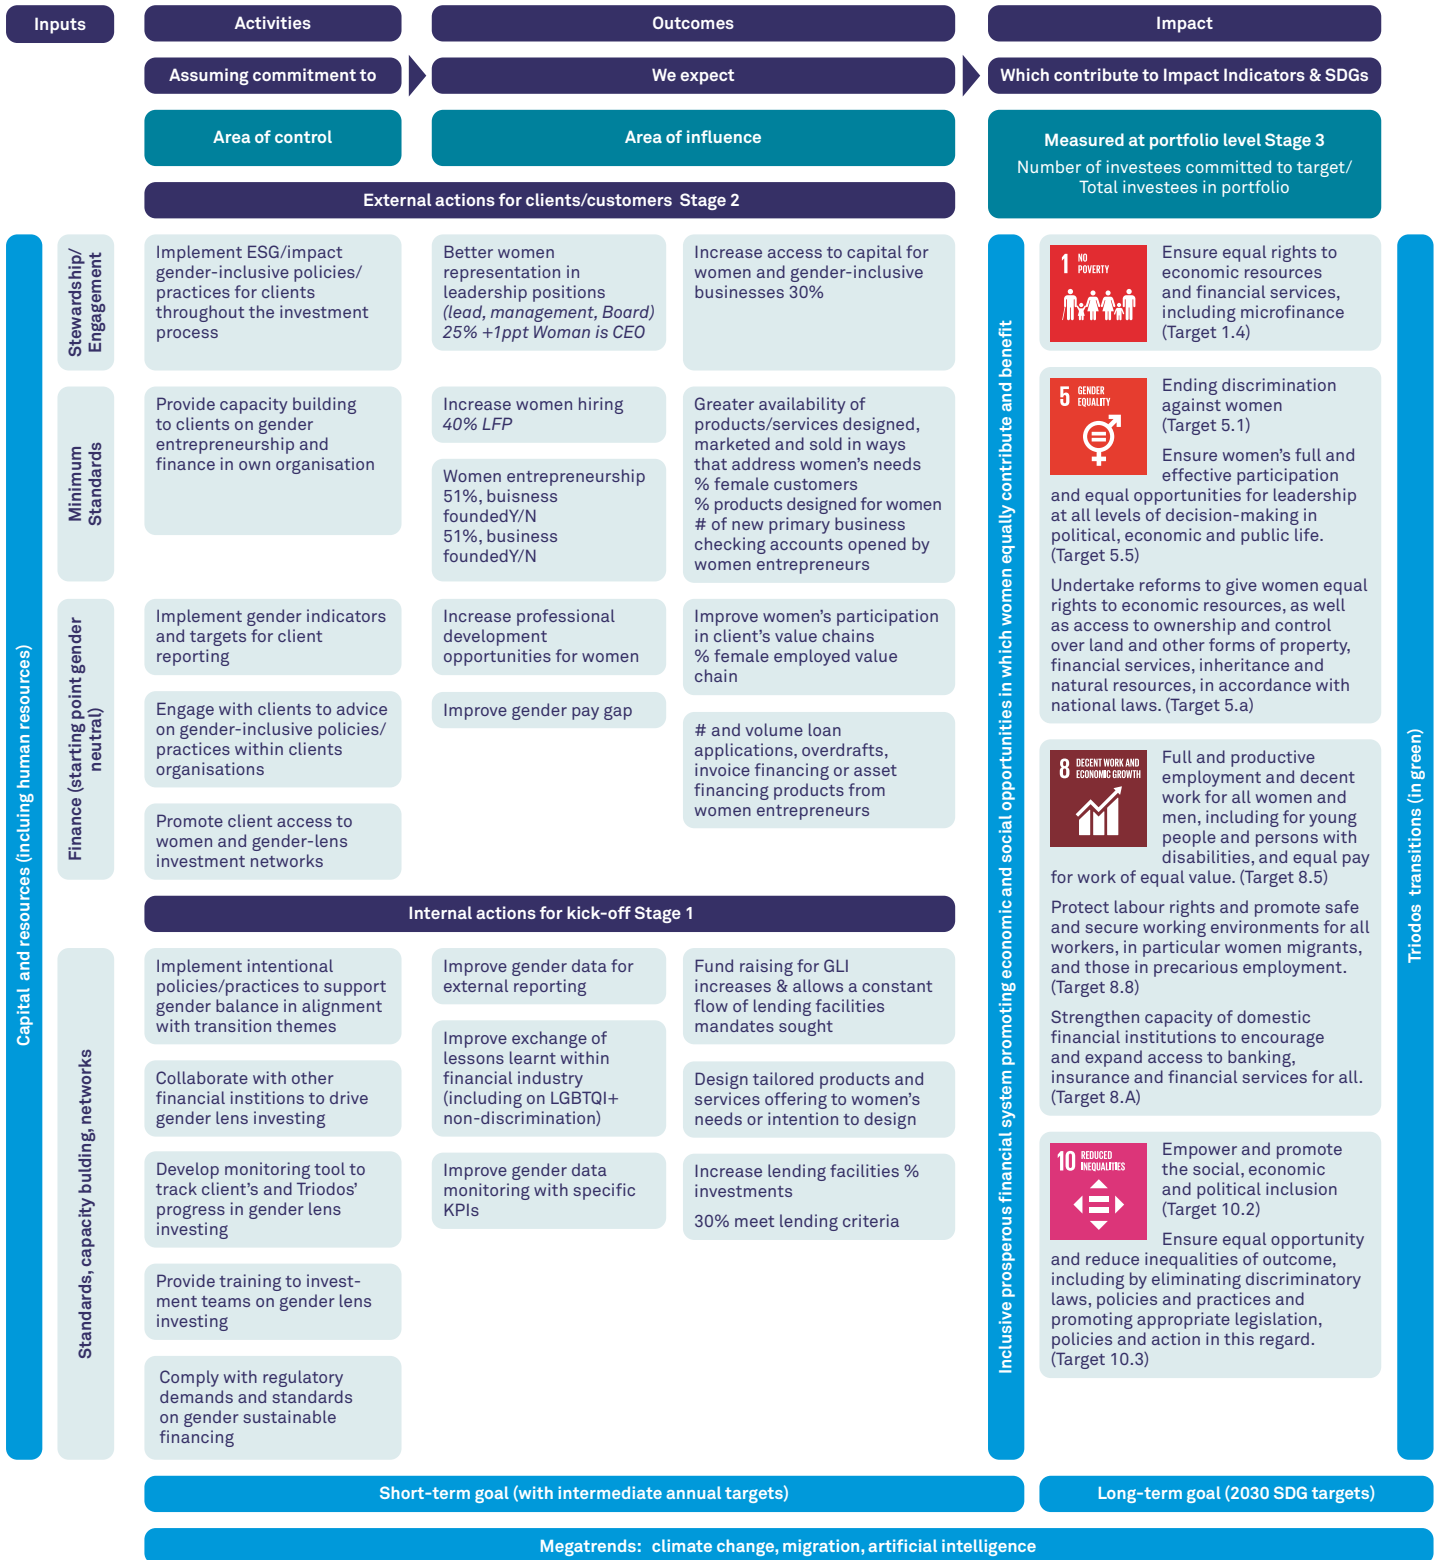 Inputs
Activities
Outcomes
Impact
Assuming commitment to
We expect
Which contribute to Impact Indicators & SDGs
Area of control
Area of influence
Measured at portfolio level Stage 3
Number of investees committed to target/
Total investees in portfolio
External actions for clients/customers Stage 2
Capital and resources (incluing human resources)
Stewardship/
Engagement
Implement ESG/impact
gender-inclusive policies/
practices for clients
throughout the investment
process
Better women
representation in
leadership positions
(lead, management, Board)
25% +1ppt Woman is CEO
Increase access to capital for
women and gender-inclusive
businesses 30%
Minimum
Standards
Provide capacity building
to clients on gender
entrepreneurship and
finance in own organisation
Increase women hiring
40% LFP
Women entrepreneurship
51%, buisness
foundedY/N
51%, business
foundedY/N
Greater availability of
products/services designed,
marketed and sold in ways
that address women's needs
% female customers
% products designed for women
# of new primary business
checking accounts opened by
women entrepreneurs
Finance (starting point gender
neutral)
Implement gender indicators
and targets for client
reporting
Engage with clients to advice
on gender-inclusive policies/
practices within clients
organisations
Promote client access to
women and gender-lens
investment networks
Increase professional
development
opportunities for women
Improve gender pay gap
Improve women's participation
in client's value chains
% female employed value
chain
# and volume loan
applications, overdrafts,
invoice financing or asset
financing products from
women entrepreneurs
Internal actions for kick-off Stage 1
Standards, capacity bulding, networks
Implement intentional
policies/practices to support
gender balance in alignment
with transition themes
Collaborate with other
financial institions to drive
gender lens investing
Develop monitoring tool to
track client's and Triodos'
progress in gender lens
investing
Provide training to invest-
ment teams on gender lens
investing
Comply with regulatory
demands and standards
on gender sustainable
financing
Improve gender data for
external reporting
Improve exchange of
lessons learnt within
financial industry
(including on LGBTQI+
non-discrimination)
Improve gender data
monitoring with specific
KPIs
Fund raising for GLI
increases & allows a constant
flow of lending facilities
mandates sought
Design tailored products and
services offering to women's
needs or intention to design
Increase lending facilities %
investments
30% meet lending criteria
Inclusive prosperous financial system promoting economic and social opportunities in which women equally contribute and benefit
1 NO
POVERTY
Ensure equal rights to
economic resources
and financial services,
including microfinance
(Target 1.4)
5 GENDER
EQUALITY
Ending discrimination
against women
(Target 5.1)
Ensure women's full and
effective participation
and equal opportunities for leadership
at all levels of decision-making in
political, economic and public life.
(Target 5.5)
Undertake reforms to give women equal
rights to economic resources, as well
as access to ownership and control
over land and other forms of property,
financial services, inheritance and
natural resources, in accordance with
national laws. (Target 5.a)
8 DECENT WORK AND
ECONOMIC GROWTH
Full and productive
employment and decent
work for all women and
men, including for young
people and persons with
disabilities, and equal pay
for work of equal value. (Target 8.5)
Protect labour rights and promote safe
and secure working environments for all
workers, in particular women migrants,
and those in precarious employment.
(Target 8.8)
Strengthen capacity of domestic
financial institutions to encourage
and expand access to banking,
insurance and financial services for all.
(Target 8.A)
10 REDUCED
INEQUALITIES
Empower and promote
the social, economic
and political inclusion
(Target 10.2)
Ensure equal opportunity
and reduce inequalities of outcome,
including by eliminating discriminatory
laws, policies and practices and
promoting appropriate legislation,
policies and action in this regard.
(Target 10.3)
Triodos transitions (in green)
Short-term goal (with intermediate annual targets)
Long-term goal (2030 SDG targets)
Megatrends: climate change, migration, artificial intelligence